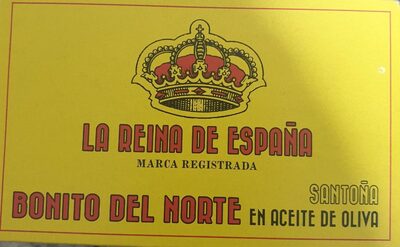 LA REINA DE ESPAÑA
MARCA REGISTRADA
SANTOÑA
BONITO DEL NORTE EN ACEITE DE OLIVA